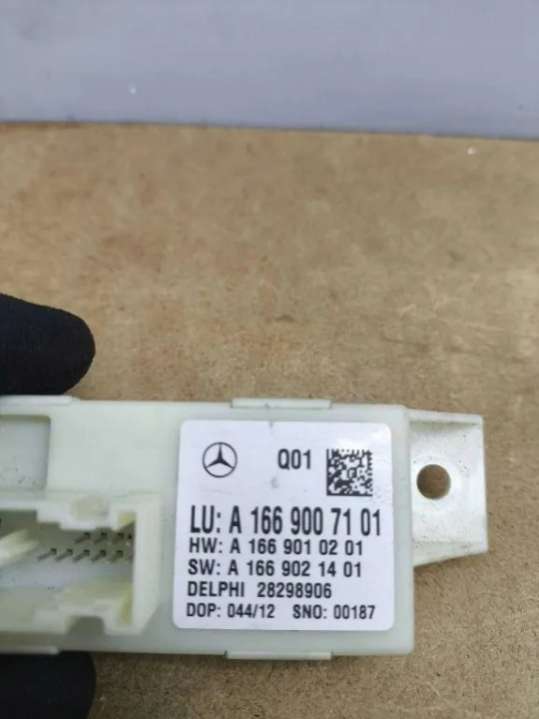 Q01
LU: A 166 900 71 01
HW: A 166 901 02 01
SW: A 166 902 14 01
DELPHI 28298906
DOP: 044/12 SNO: 00187